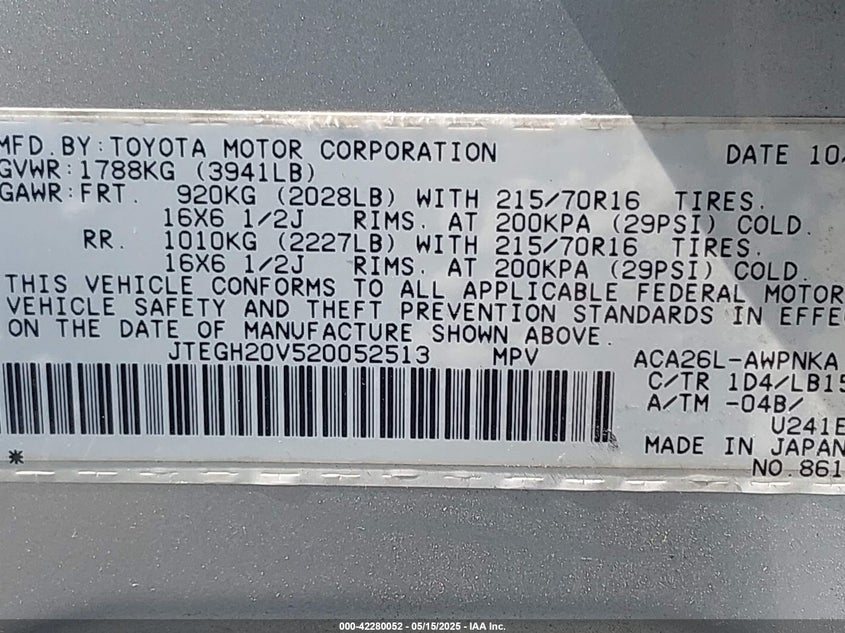 MFD. BY: TOYOTA MOTOR CORPORATION DATE 10/
GVWR: 1788KG (3941LB)
GAWR: FRT. 920KG (2028LB) WITH 215/70R16 TIRES.
16X6 1/2J RIMS. AT 200KPA (29PSI) COLD.
RR. 1010KG (2227LB) WITH 215/70R16 TIRES.
16X6 1/2J RIMS. AT 200KPA (29PSI) COLD.
THIS VEHICLE CONFORMS TO ALL APPLICABLE FEDERAL MOTOR
VEHICLE SAFETY AND THEFT PREVENTION STANDARDS IN EFFE
ON THE DATE OF MANUFACTURE SHOWN ABOVE.
JTEGH20V520052513 MPV ACA26L-AWPNKA
C/TR 1D4/LB15
A/TM -04B/
U241E
MADE IN JAPAN
* NO. 861
000-42280052 - 05/15/2025 - IAA Inc.